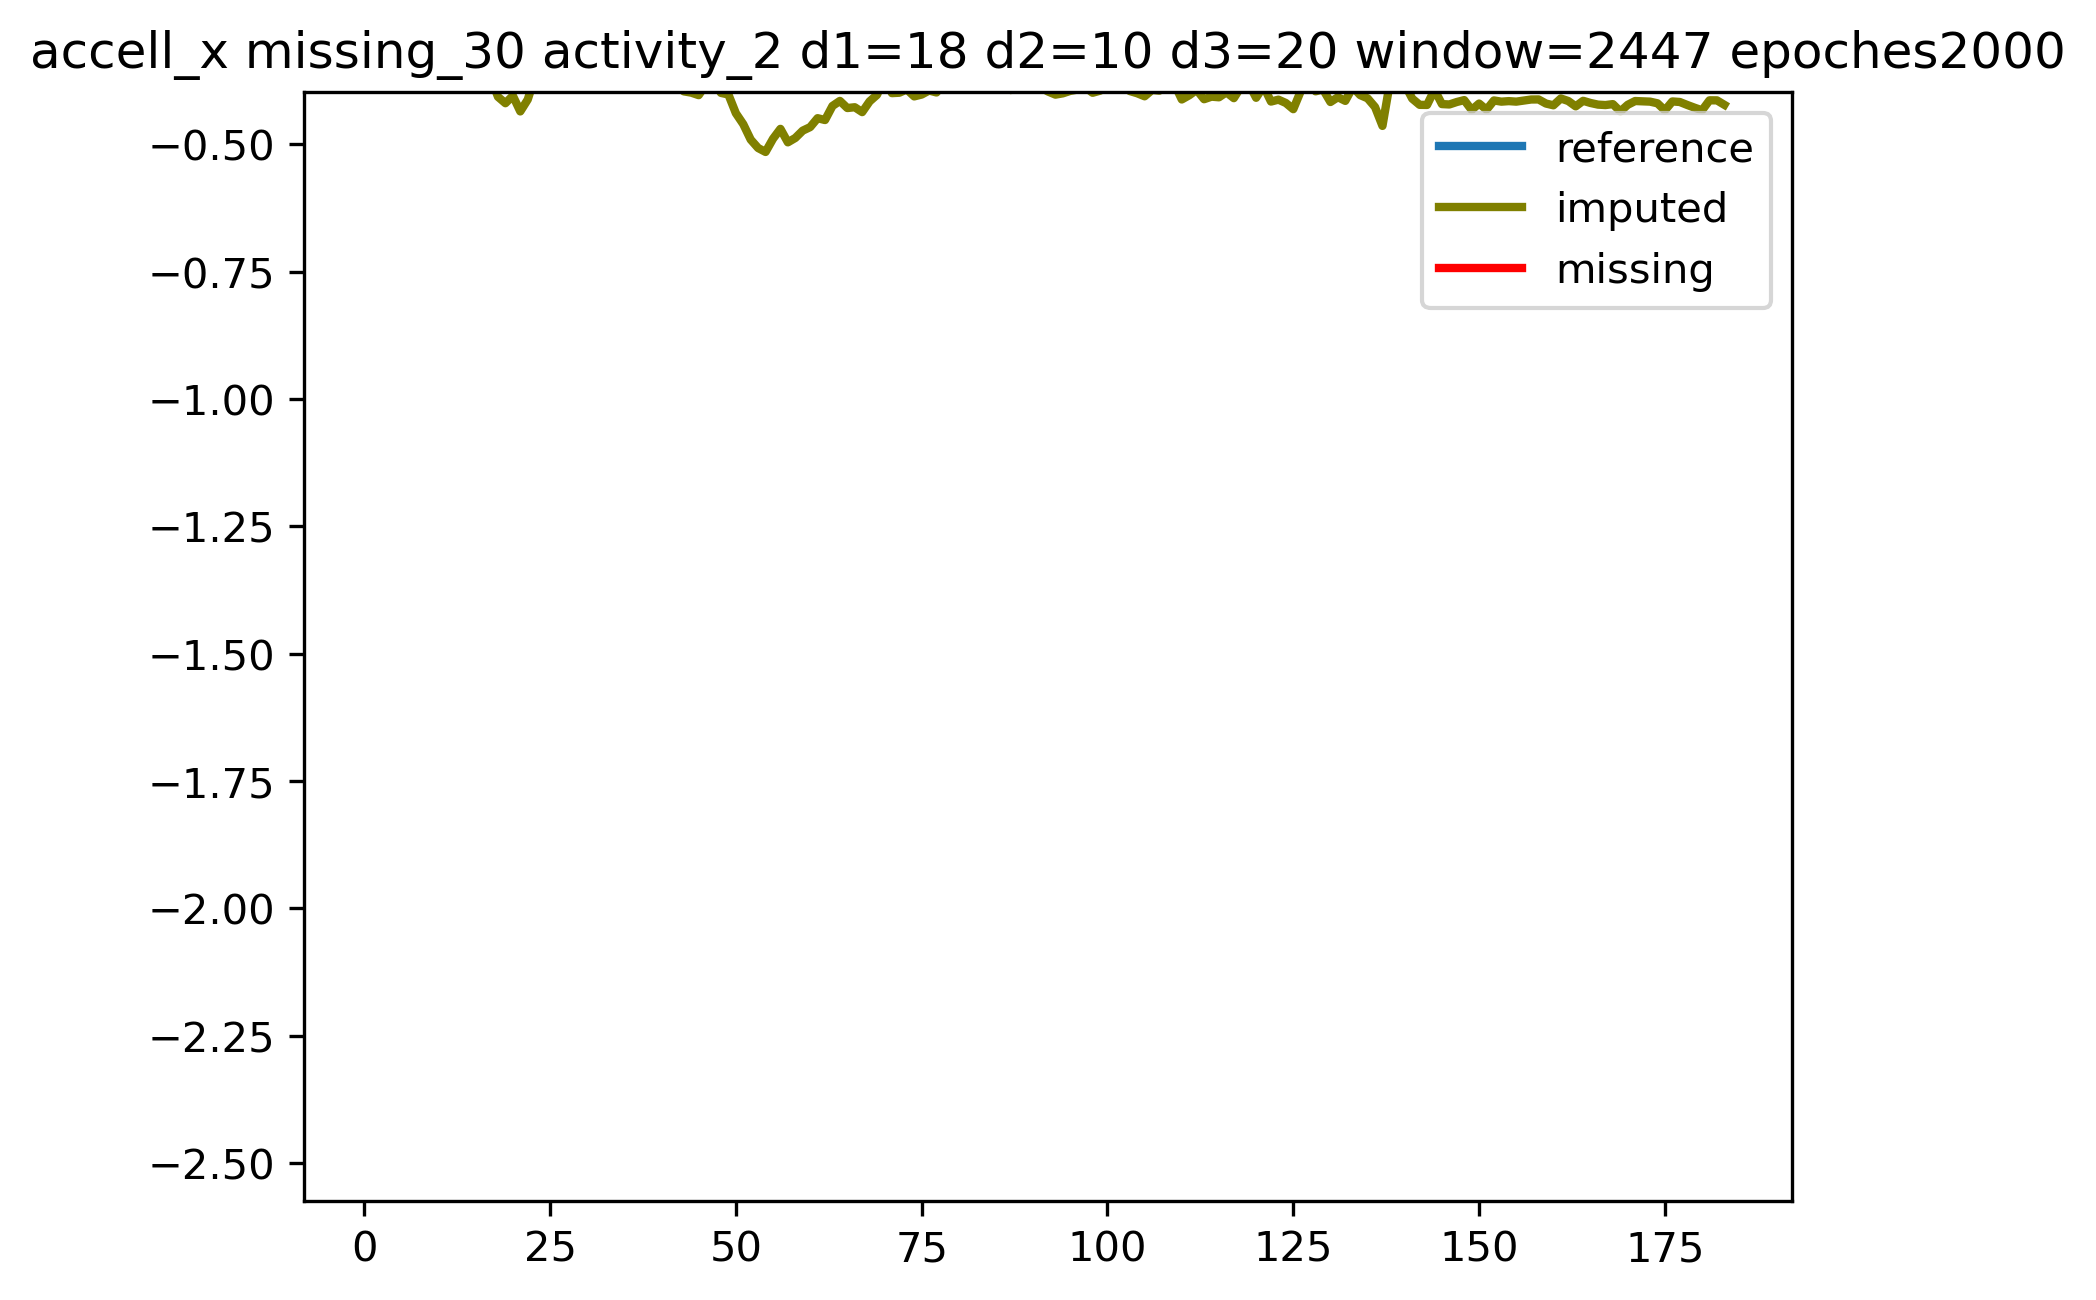 accell_x missing_30 activity_2 d1=18 d2=10 d3=20 window=2447 epoches2000
−0.50
−0.75
−1.00
−1.25
−1.50
−1.75
−2.00
−2.25
−2.50
reference
imputed
missing
0 25 50 75 100 125 150 175